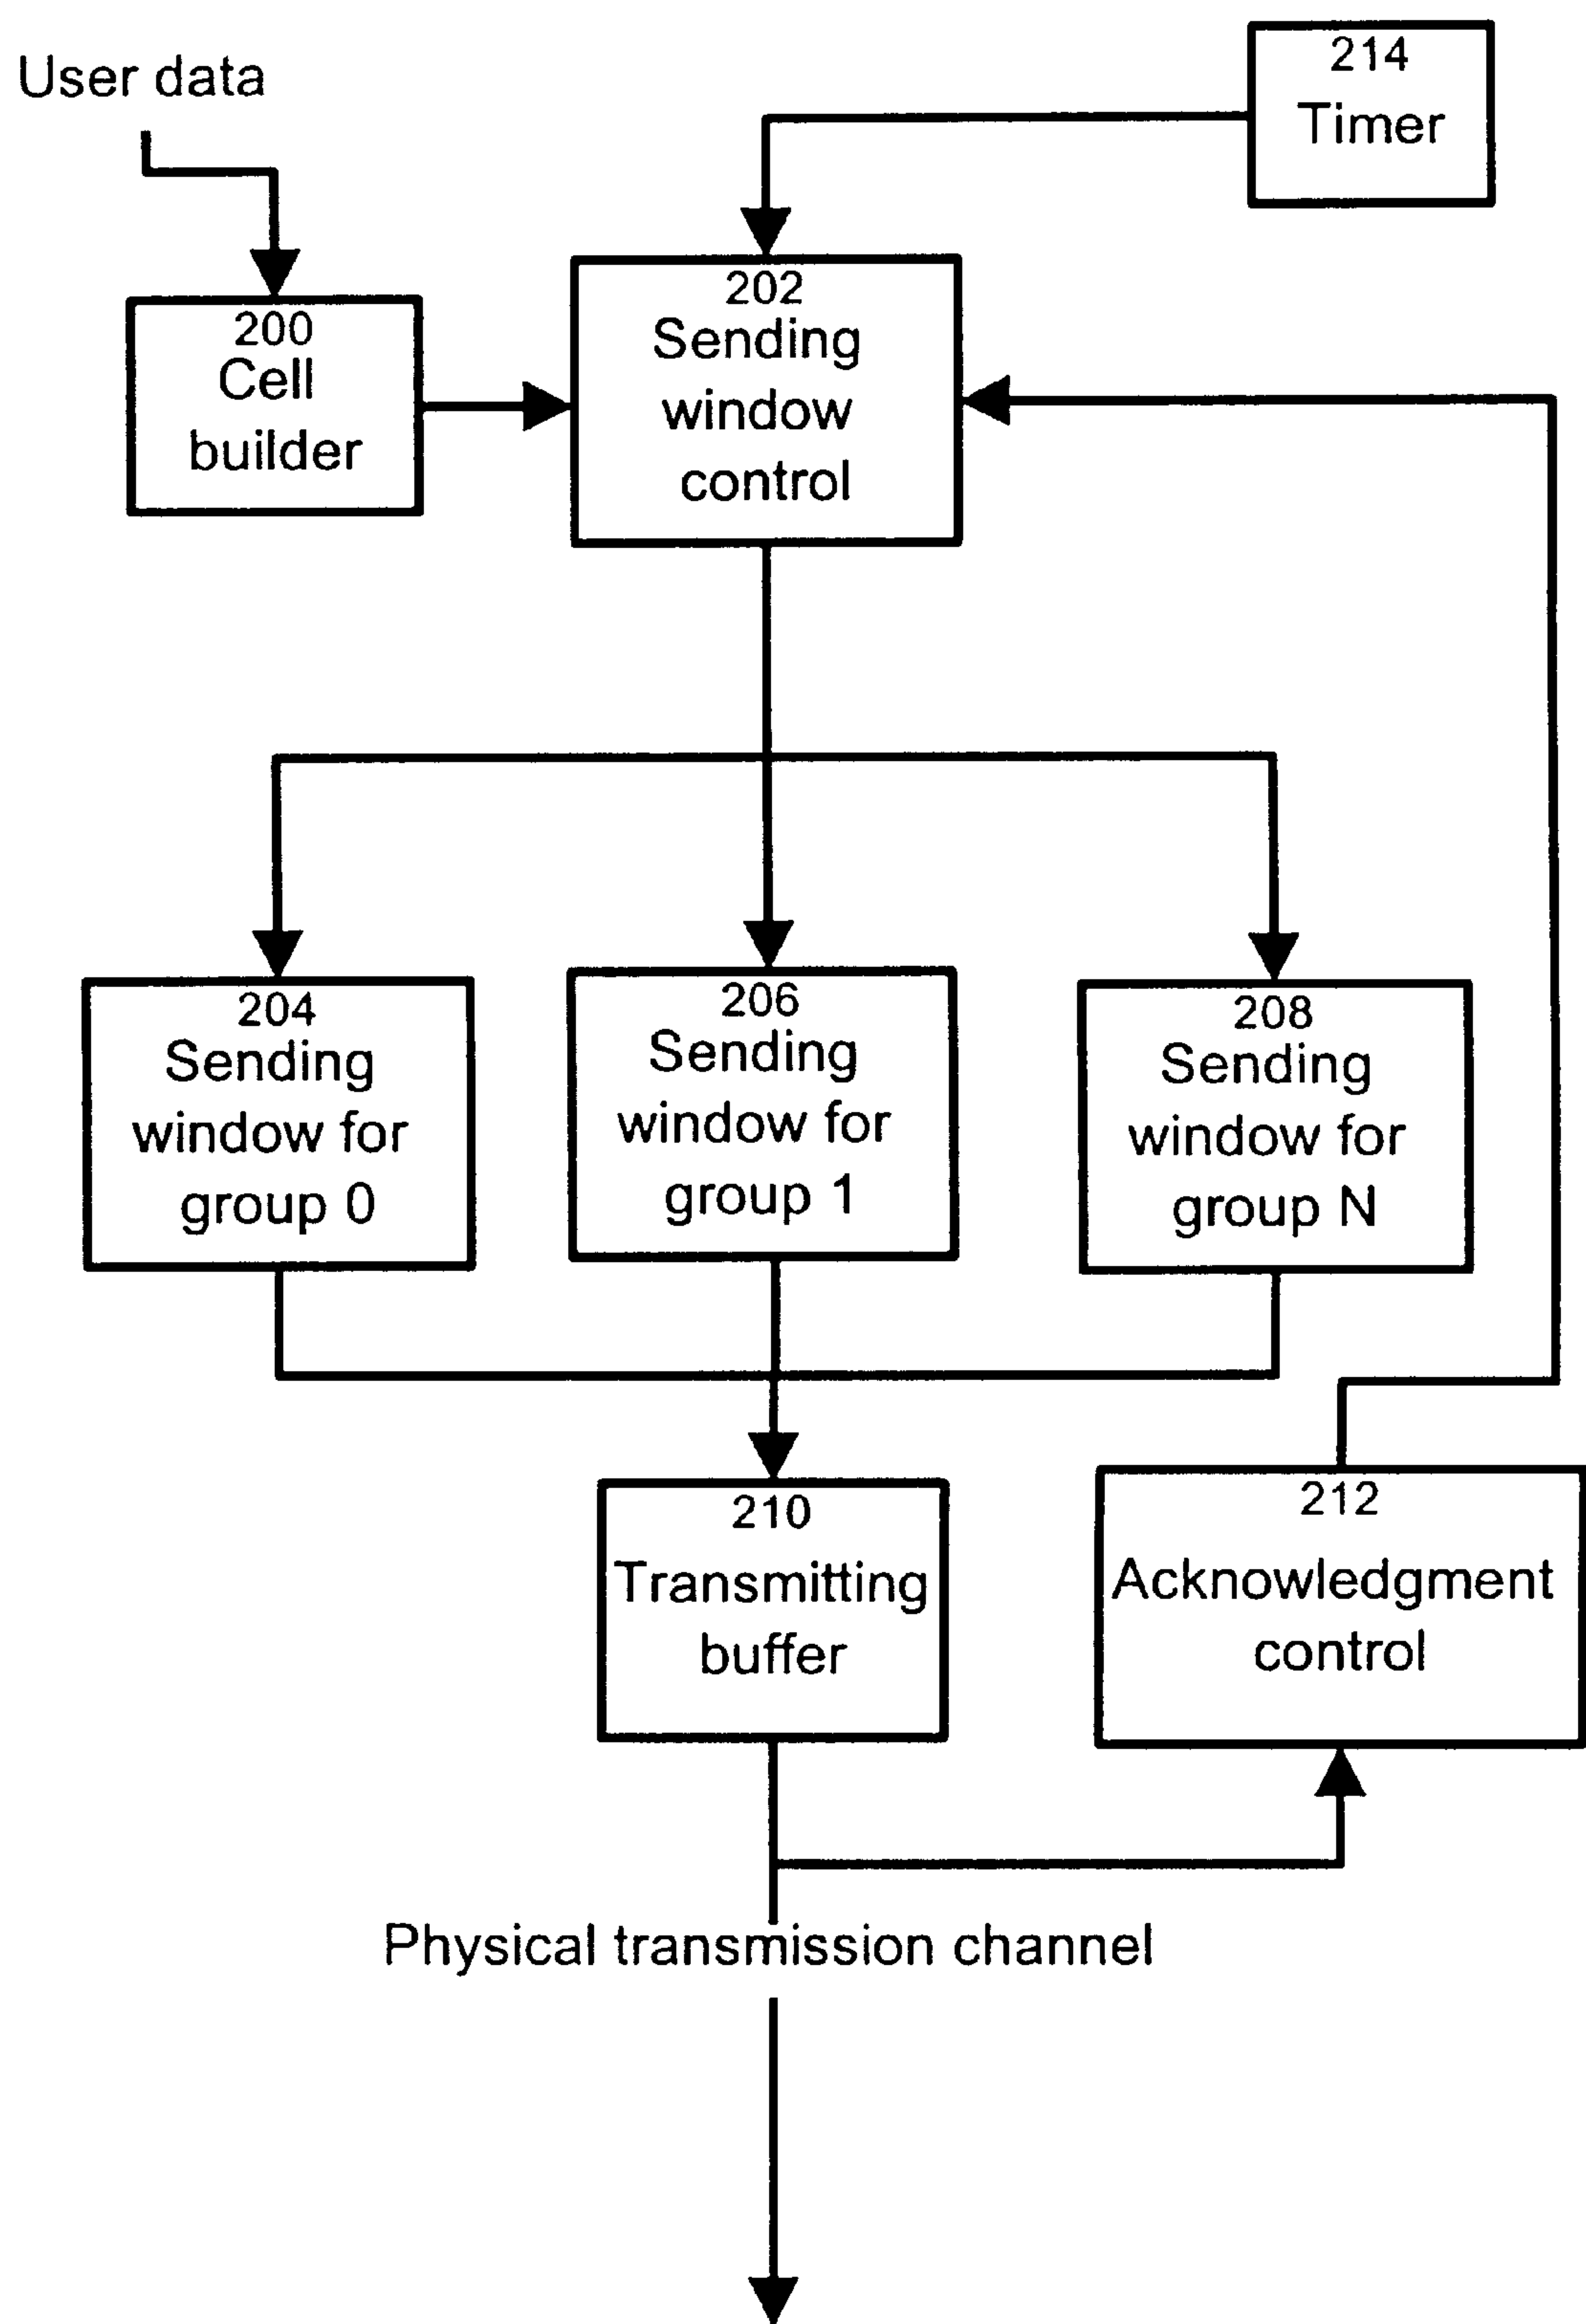 User data
214
Timer
200
Cell
builder
202
Sending
window
control
204
Sending
window for
group 0
206
Sending
window for
group 1
208
Sending
window for
group N
210
Transmitting
buffer
212
Acknowledgment
control
Physical transmission channel